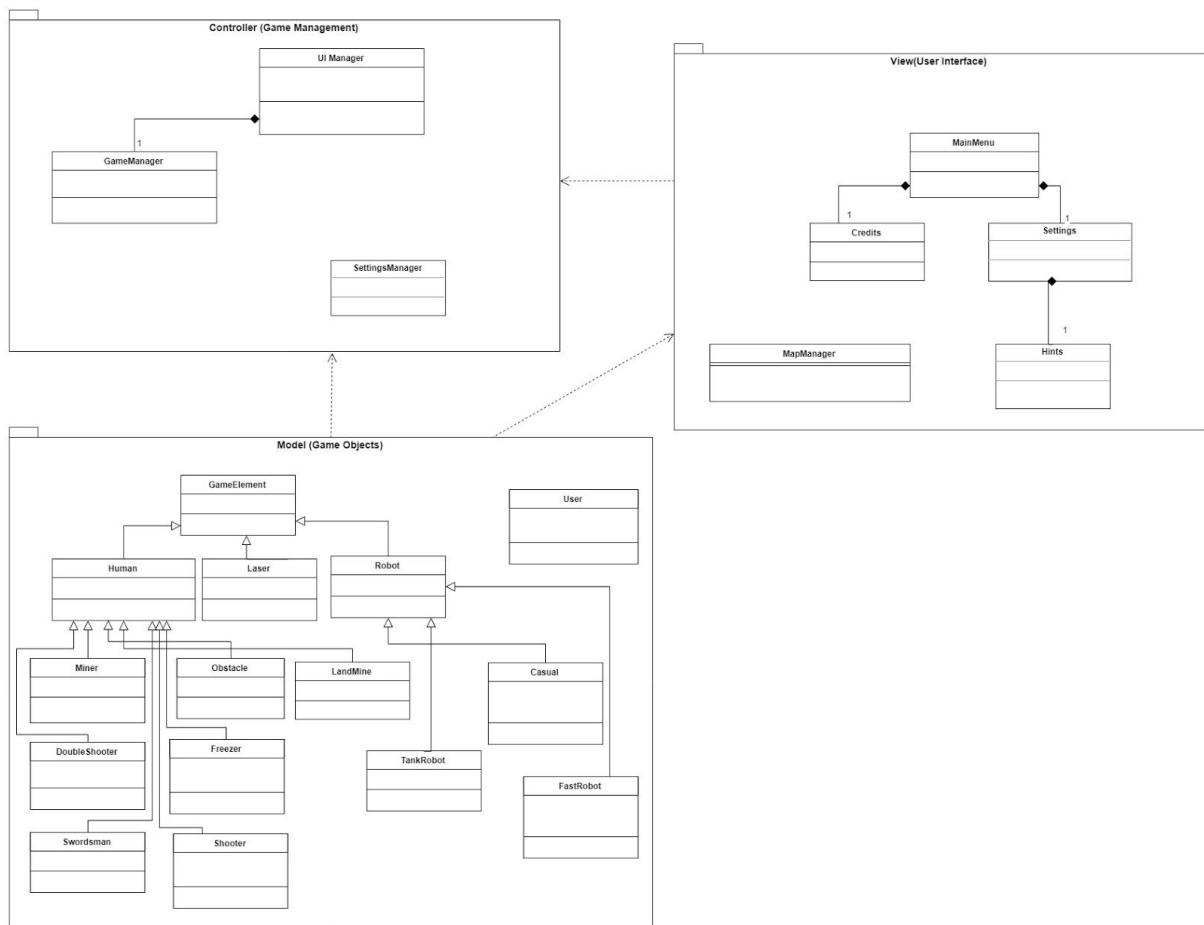 Controller (Game Management)
UI Manager
1
GameManager
SettingsManager
View(User Interface)
MainMenu
1
1
Credits
Settings
1
MapManager
Hints
Model (Game Objects)
GameElement
User
Human
Laser
Robot
Miner
Obstacle
LandMine
Casual
DoubleShooter
Freezer
TankRobot
FastRobot
Swordsman
Shooter